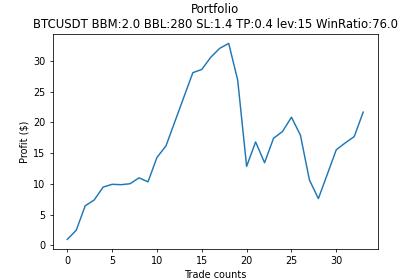 Portfolio
BTCUSDT BBM:2.0 BBL:280 SL:1.4 TP:0.4 lev:15 WinRatio:76.0
Profit ($)
30
25
20
15
10
5
0
0 5 10 15 20 25 30
Trade counts